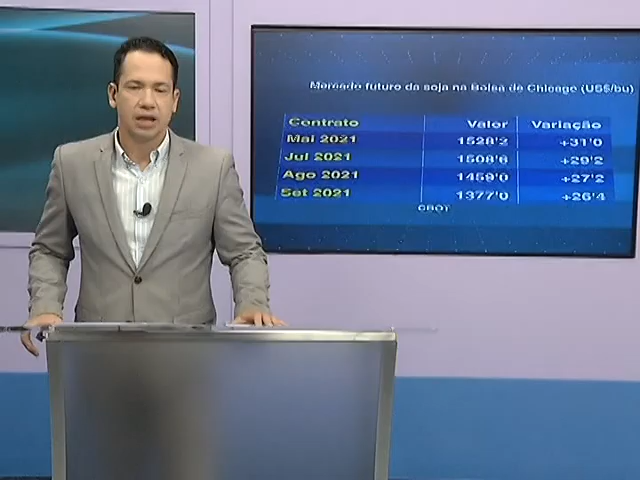 Mercado futuro da soja na Bolsa de Chicago (US$/bu)
Contrato Valor Variação
Mai 2021 1528'2 +31'0
Jul 2021 1508'6 +29'2
Ago 2021 1459'0 +27'2
Set 2021 1377'0 +26'4
CBOT